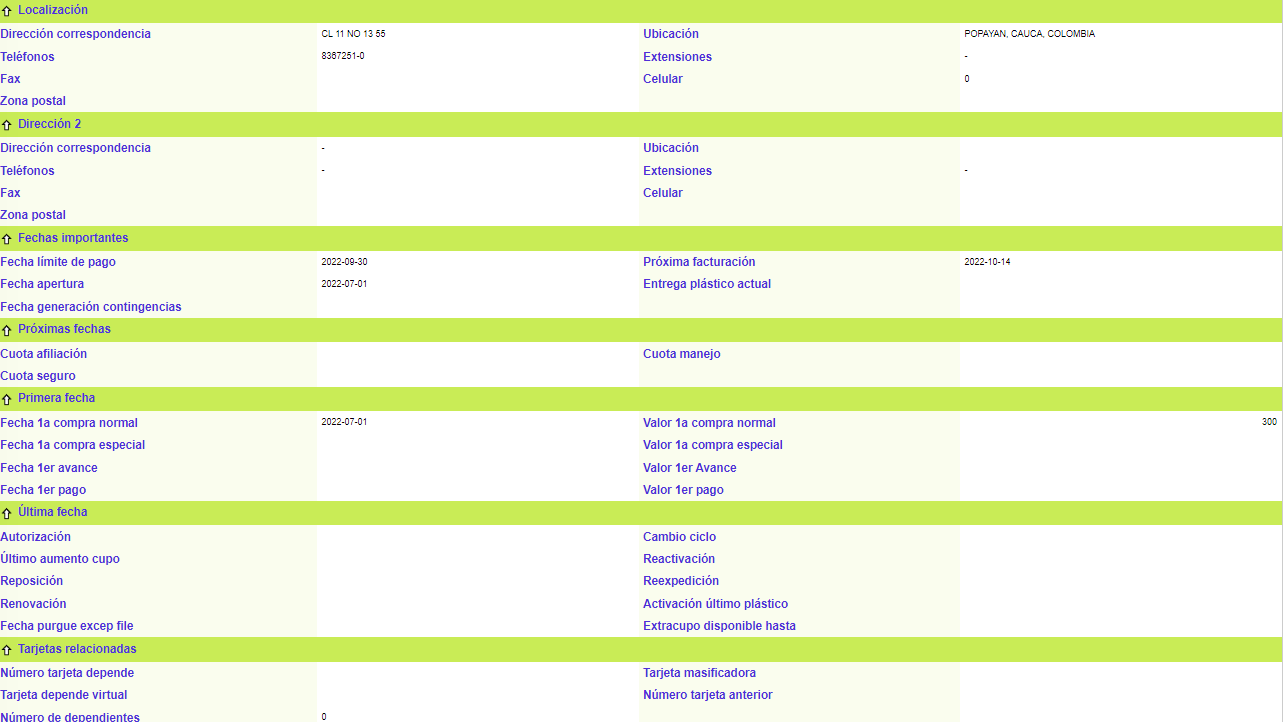 Localización
Dirección correspondencia CL 11 NO 13 55 Ubicación POPAYAN, CAUCA, COLOMBIA
Teléfonos 8367251-0 Extensiones -
Fax Celular 0
Zona postal
Dirección 2
Dirección correspondencia - Ubicación
Teléfonos - Extensiones -
Fax Celular
Zona postal
Fechas importantes
Fecha límite de pago 2022-09-30 Próxima facturación 2022-10-14
Fecha apertura 2022-07-01 Entrega plástico actual
Fecha generación contingencias
Próximas fechas
Cuota afiliación Cuota manejo
Cuota seguro
Primera fecha
Fecha 1a compra normal 2022-07-01 Valor 1a compra normal 300
Fecha 1a compra especial Valor 1a compra especial
Fecha 1er avance Valor 1er Avance
Fecha 1er pago Valor 1er pago
Última fecha
Autorización Cambio ciclo
Último aumento cupo Reactivación
Reposición Reexpedición
Renovación Activación último plástico
Fecha purgue excep file Extracupo disponible hasta
Tarjetas relacionadas
Número tarjeta depende Tarjeta masificadora
Tarjeta depende virtual Número tarjeta anterior
Número de dependientes 0